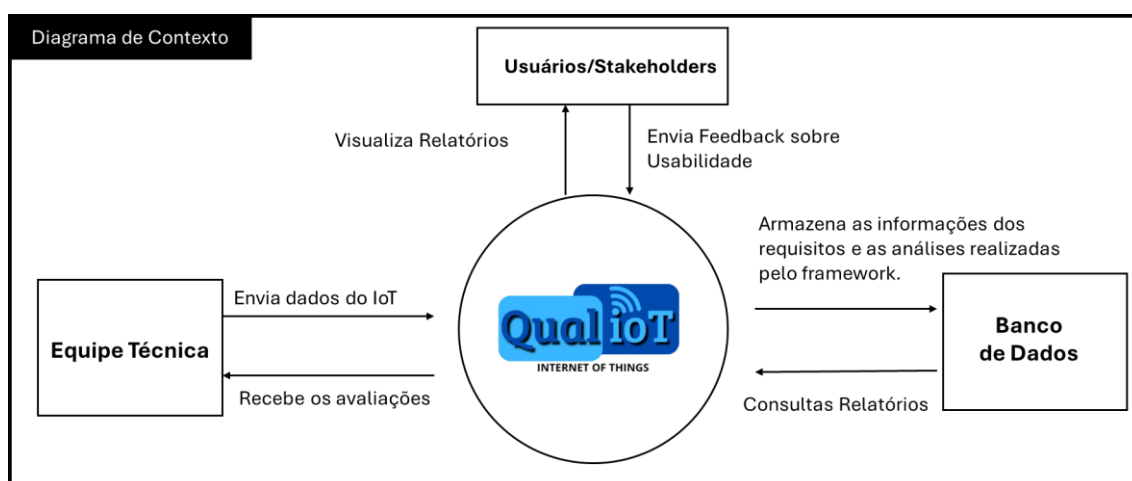 Diagrama de Contexto
Usuários/Stakeholders
Visualiza Relatórios
Envia Feedback sobre
Usabilidade
Armazena as informações dos
requisitos e as análises realizadas
pelo framework.
Envia dados do IoT
Equipe Técnica
Recebe os avaliações
Qual ioT
INTERNET OF THINGS
Banco
de Dados
Consultas Relatórios